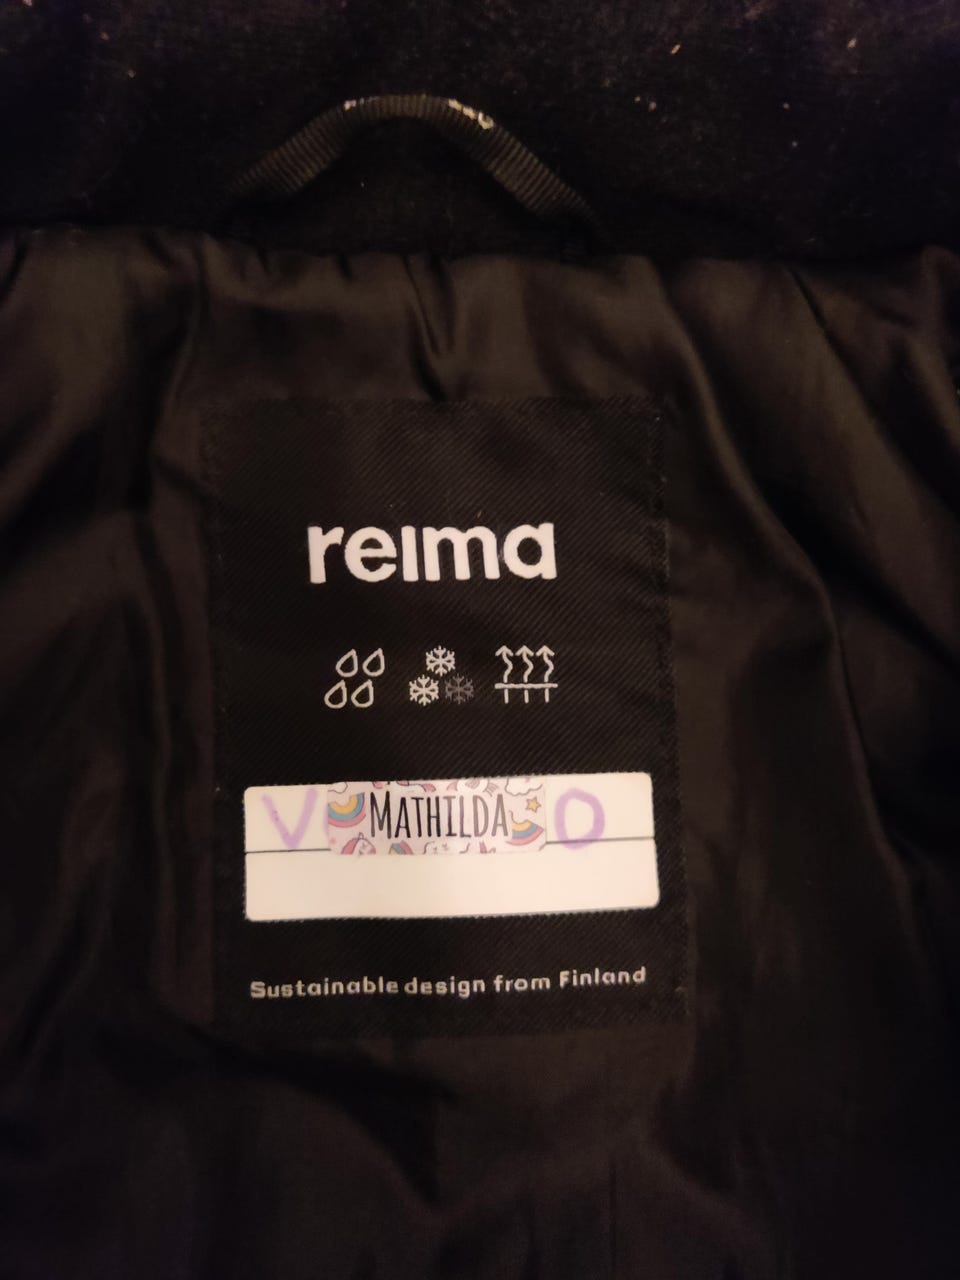 reima
V MATHILDA O
Sustainable design from Finland